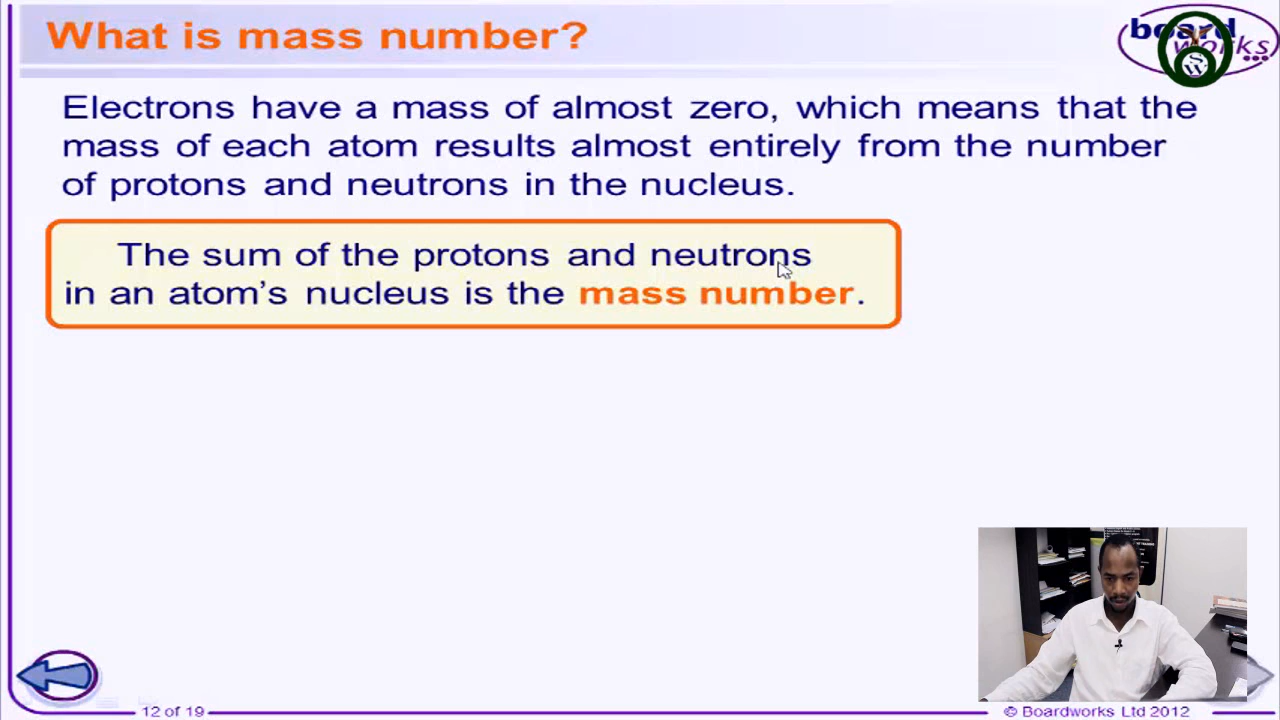 What is mass number?
board
works
Electrons have a mass of almost zero, which means that the
mass of each atom results almost entirely from the number
of protons and neutrons in the nucleus.
The sum of the protons and neutrons
in an atom’s nucleus is the mass number.
12 of 19
© Boardworks Ltd 2012